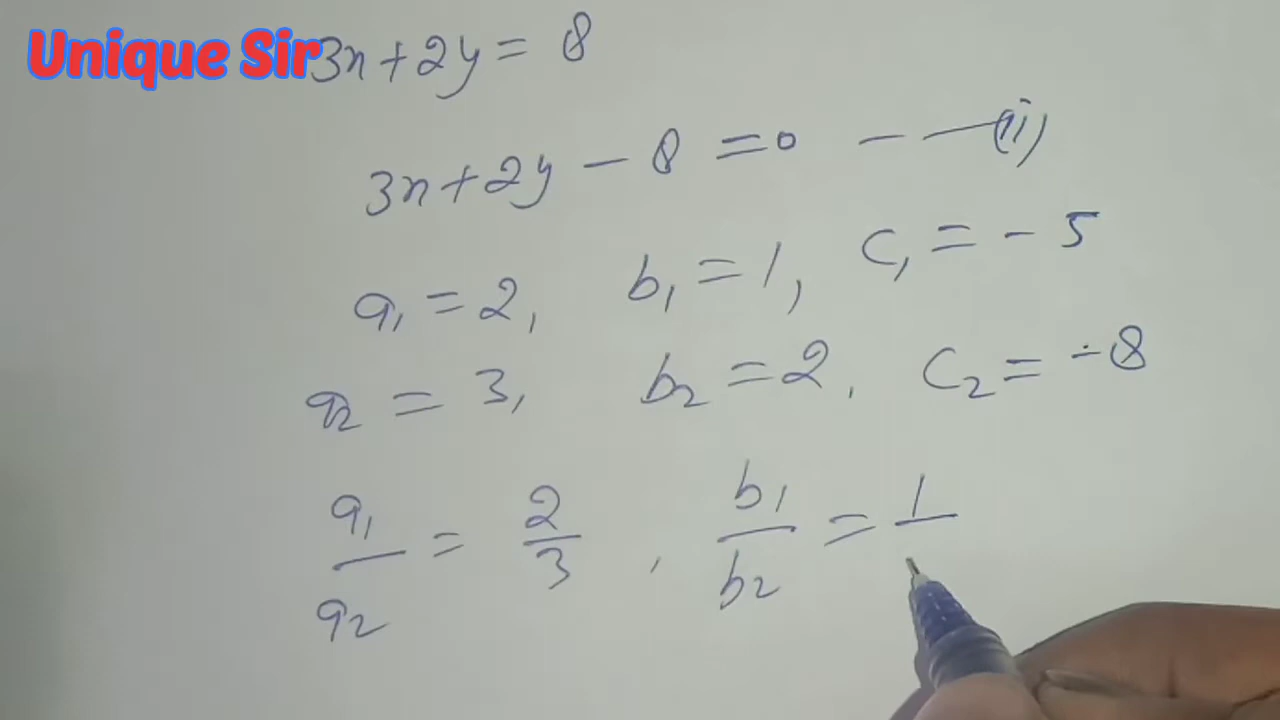 Unique Sir
3x+2y = 8
3x+2y - 8 = 0 - — (ii)
a₁ = 2, b₁ = 1, c₁ = - 5
a₂ = 3, b₂ = 2, c₂ = -8
a₁/a₂ = 2/3, b₁/b₂ = 1/